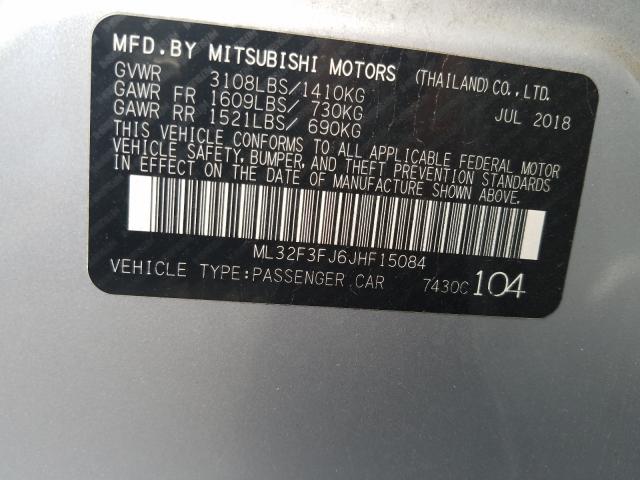 MFD.BY MITSUBISHI MOTORS (THAILAND)CO.,LTD.
GVWR 3108LBS/1410KG JUL 2018
GAWR FR 1609LBS/ 730KG
GAWR RR 1521LBS/ 690KG
THIS VEHICLE CONFORMS TO ALL APPLICABLE FEDERAL MOTOR
VEHICLE SAFETY, BUMPER, AND THEFT PREVENTION STANDARDS
IN EFFECT ON THE DATE OF MANUFACTURE SHOWN ABOVE.
ML32F3FJ6JHF15084
VEHICLE TYPE:PASSENGER CAR 7430C 104